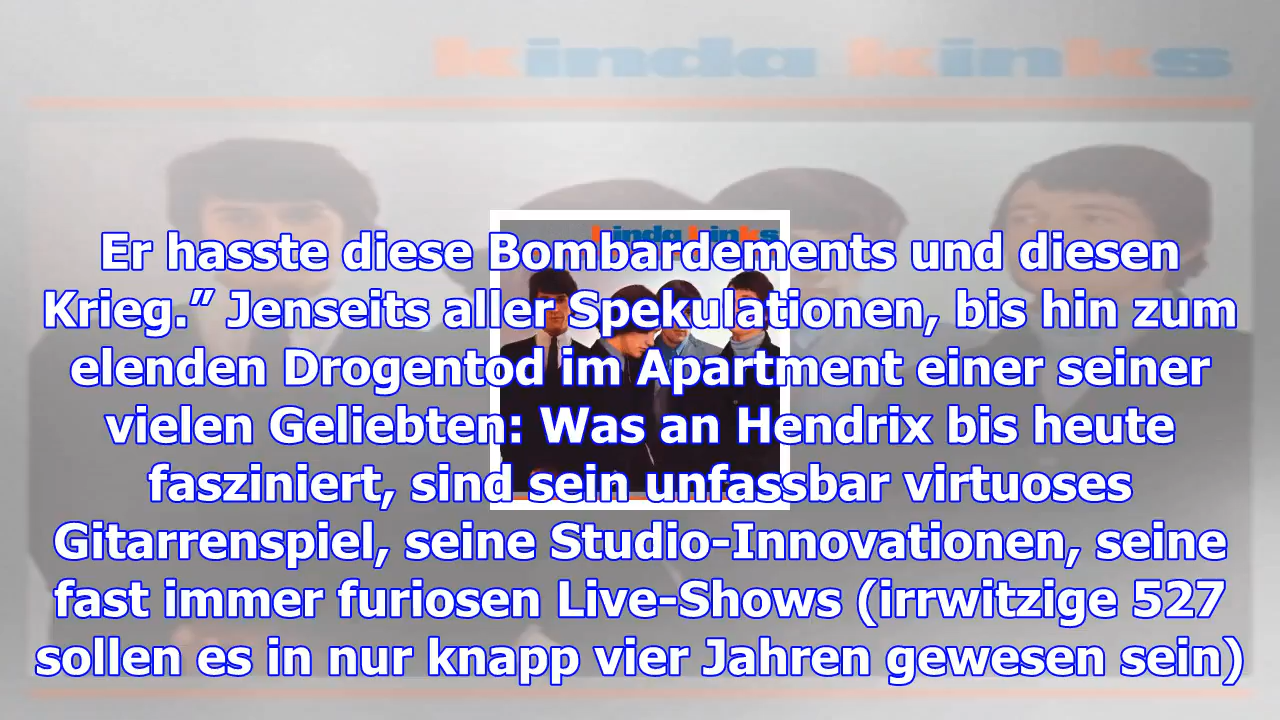 kinda kinks
kinda kinks
Er hasste diese Bombardements und diesen
Krieg.” Jenseits aller Spekulationen, bis hin zum
elenden Drogentod im Apartment einer seiner
vielen Geliebten: Was an Hendrix bis heute
fasziniert, sind sein unfassbar virtuoses
Gitarrenspiel, seine Studio-Innovationen, seine
fast immer furiosen Live-Shows (irrwitzige 527
sollen es in nur knapp vier Jahren gewesen sein)